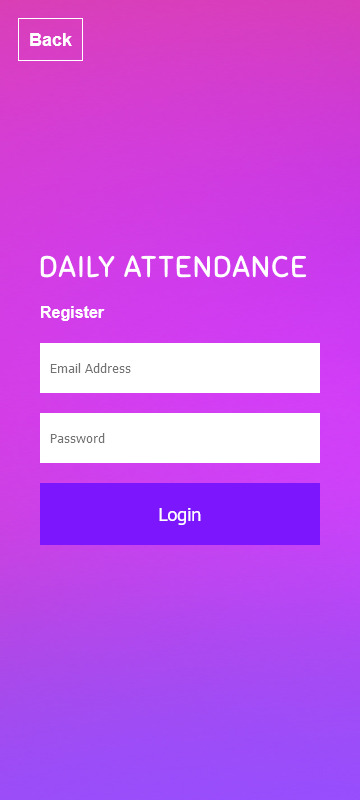 Back
DAILY ATTENDANCE
Register
Email Address
Password
Login